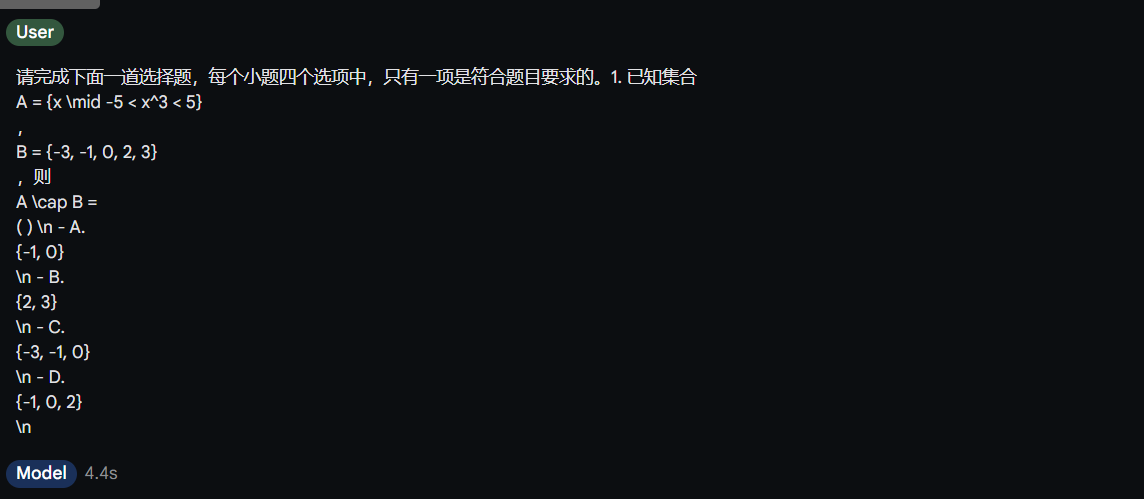 User
请完成下面一道选择题，每个小题四个选项中，只有一项是符合题目要求的。1. 已知集合
A = {x \mid -5 < x^3 < 5}
，
B = {-3, -1, 0, 2, 3}
，则
A \cap B =
( ) \n - A.
{-1, 0}
\n - B.
{2, 3}
\n - C.
{-3, -1, 0}
\n - D.
{-1, 0, 2}
\n
Model 4.4s